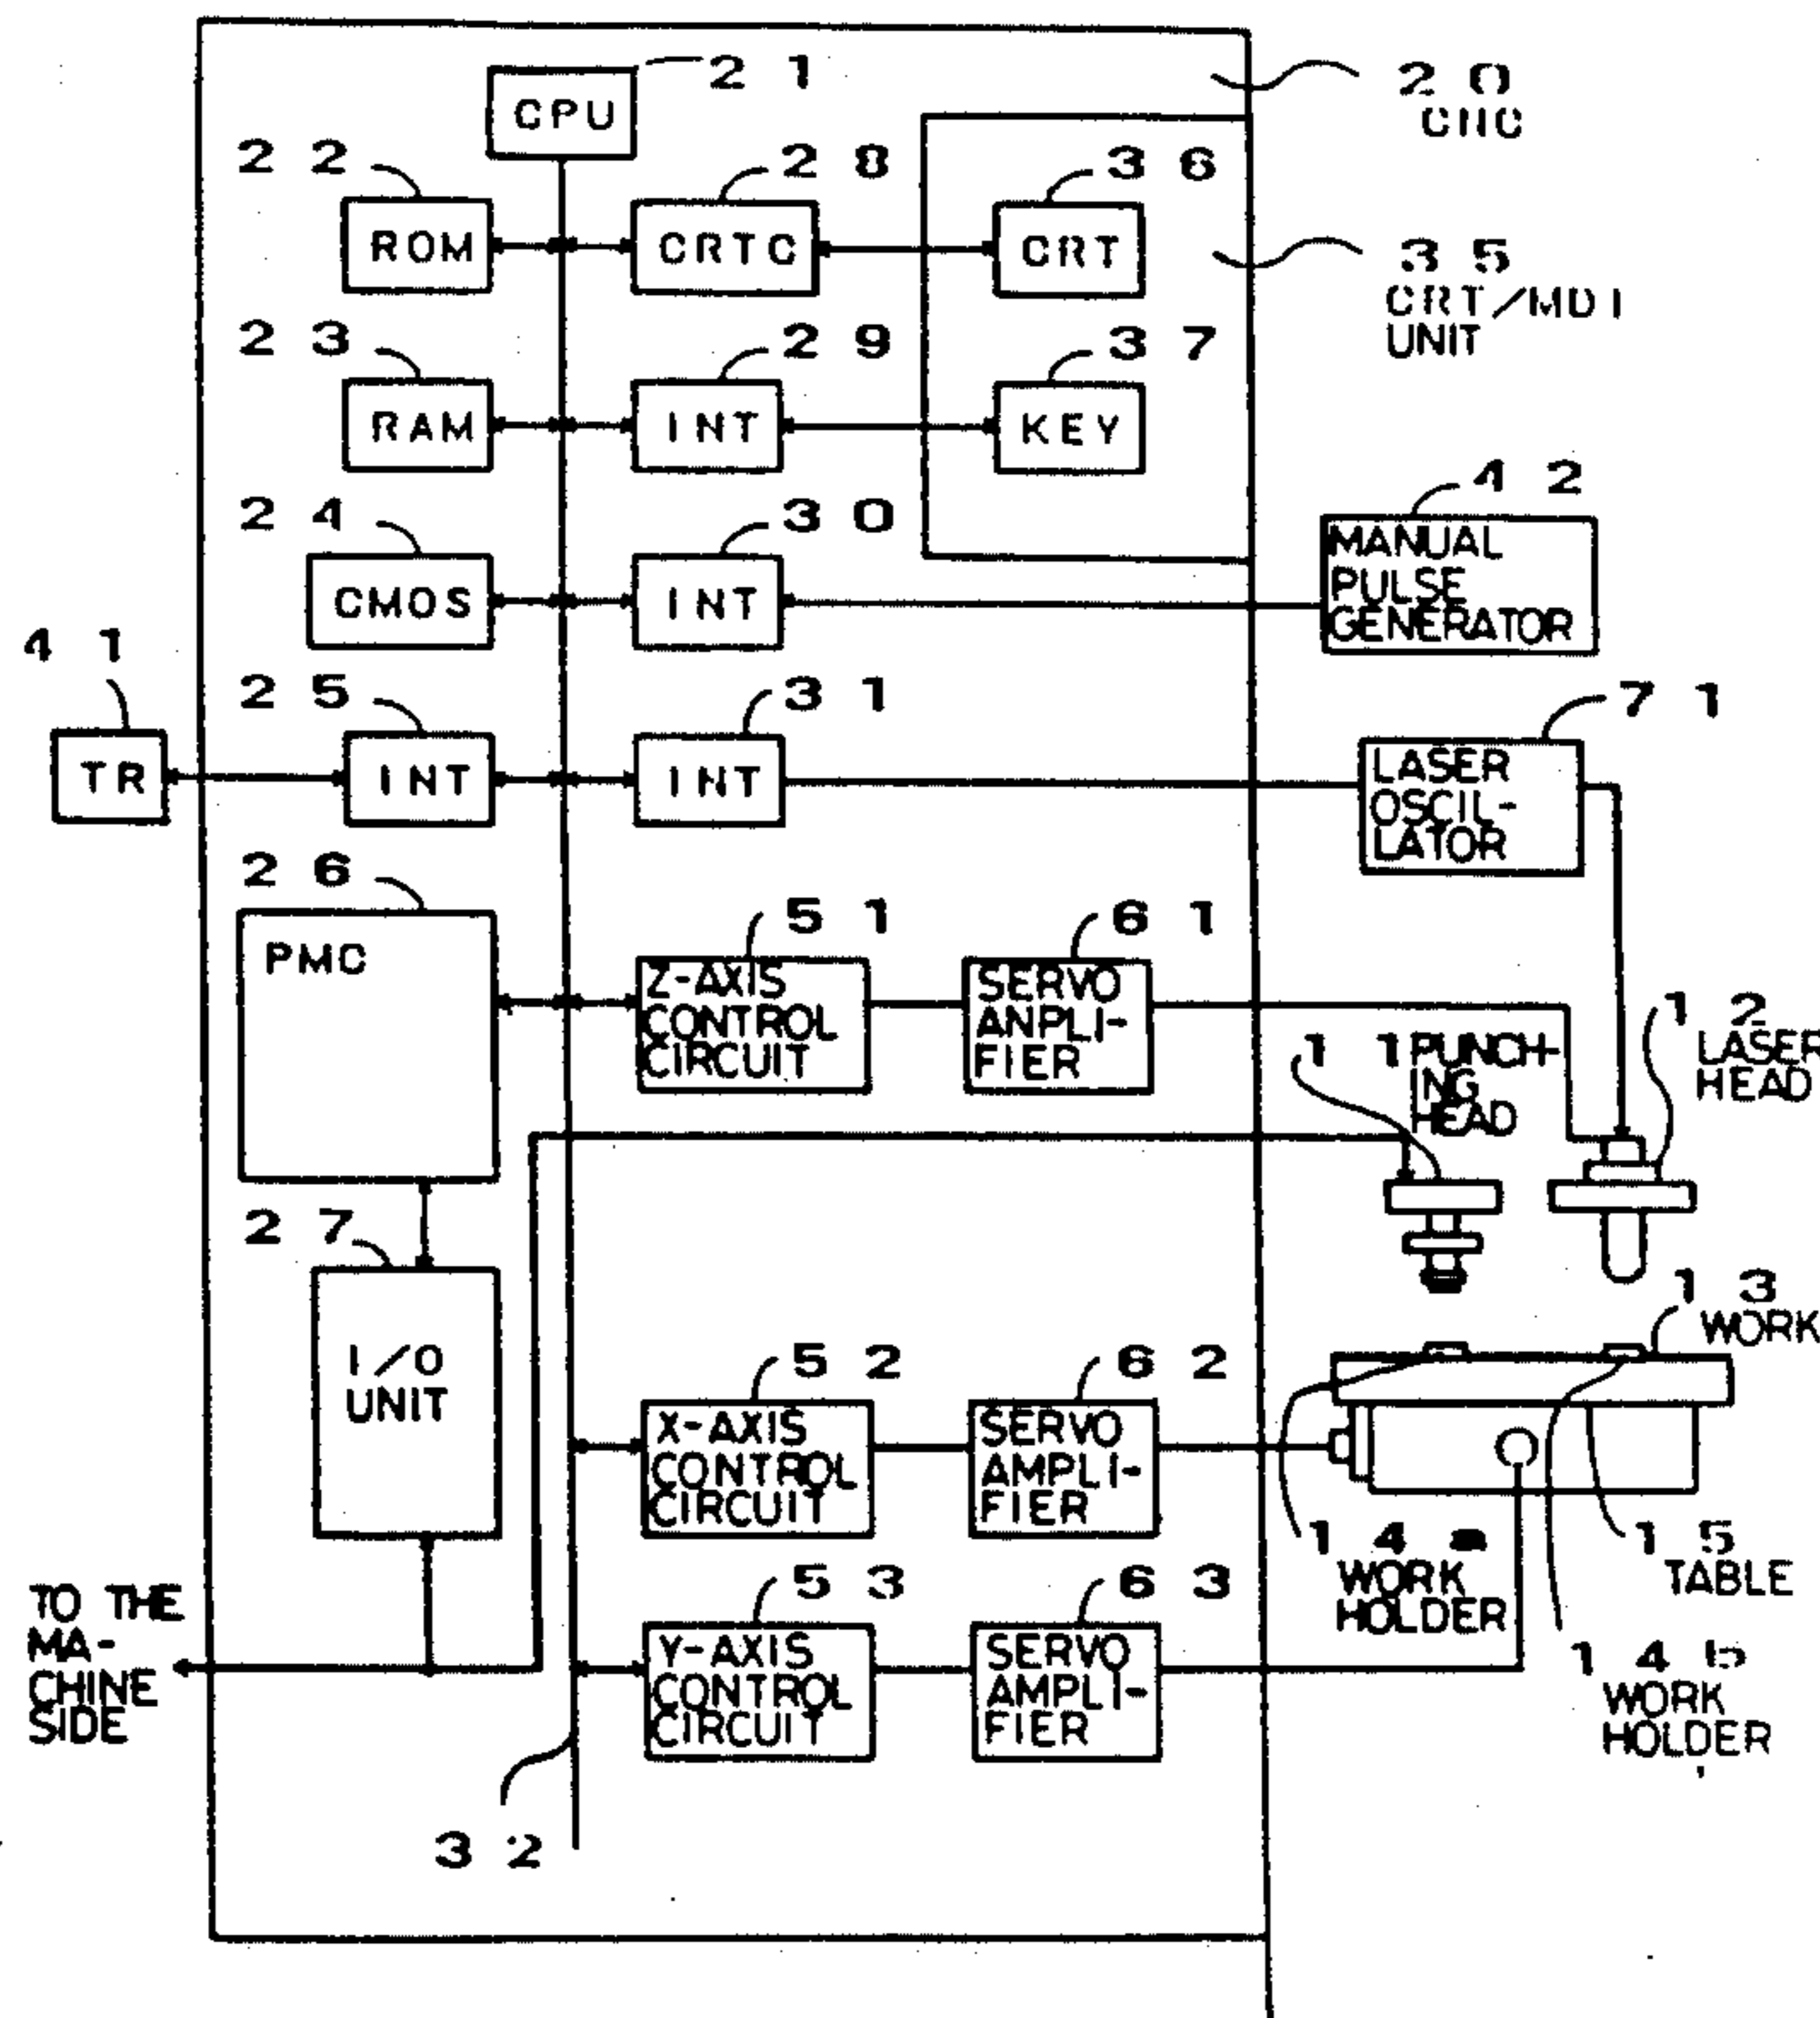 2 1
CPU
2 0
CNC
2 2
ROM
2 8
CRTC
3 6
CRT
3 5
CRT/MDI
UNIT
2 3
RAM
2 9
INT
3 7
KEY
2 4
CMOS
3 0
INT
4 2
MANUAL
PULSE
GENERATOR
4 1
TR
2 5
INT
3 1
INT
7 1
LASER
OSCIL-
LATOR
2 6
PMC
5 1
Z-AXIS
CONTROL
CIRCUIT
6 1
SERVO
ANPLI-
FIER
1 1 PUNCH-
ING
HEAD
1 2
LASER
HEAD
2 7
I/O
UNIT
1 3
WORK
5 2
X-AXIS
CONTROL
CIRCUIT
6 2
SERVO
AMPLI-
FIER
1 4 a
WORK
HOLDER
1 5
TABLE
TO THE
MA-
CHINE
SIDE
5 3
Y-AXIS
CONTROL
CIRCUIT
6 3
SERVO
AMPLI-
FIER
1 4 b
WORK
HOLDER
3 2